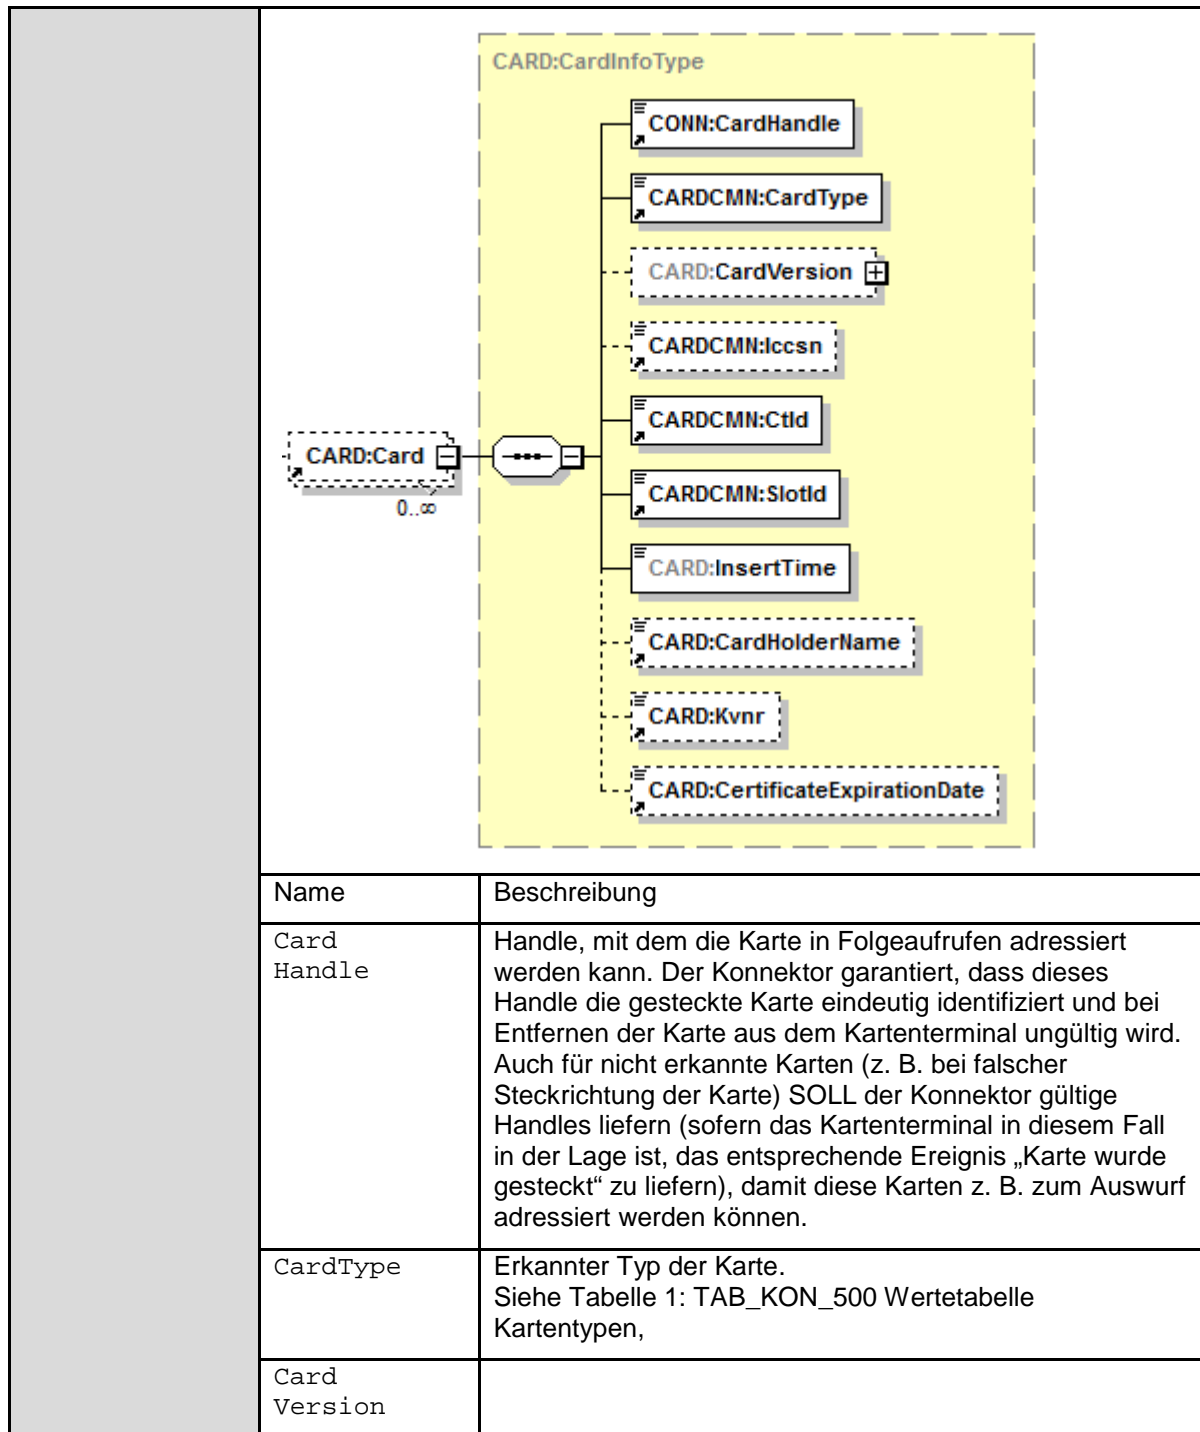 CARD:CardInfoType
CONN:CardHandle
CARDCMN:CardType
CARD:CardVersion
CARDCMN:Iccsn
CARDCMN:CtId
CARD:Card
0..∞
CARDCMN:SlotId
CARD:InsertTime
CARD:CardHolderName
CARD:Kvnr
CARD:CertificateExpirationDate
Name
Beschreibung
Card
Handle
Handle, mit dem die Karte in Folgeaufrufen adressiert
werden kann. Der Konnektor garantiert, dass dieses
Handle die gesteckte Karte eindeutig identifiziert und bei
Entfernen der Karte aus dem Kartenterminal ungültig wird.
Auch für nicht erkannte Karten (z. B. bei falscher
Steckrichtung der Karte) SOLL der Konnektor gültige
Handles liefern (sofern das Kartenterminal in diesem Fall
in der Lage ist, das entsprechende Ereignis „Karte wurde
gesteckt“ zu liefern), damit diese Karten z. B. zum Auswurf
adressiert werden können.
CardType
Erkannter Typ der Karte.
Siehe Tabelle 1: TAB_KON_500 Wertetabelle
Kartentypen,
Card
Version